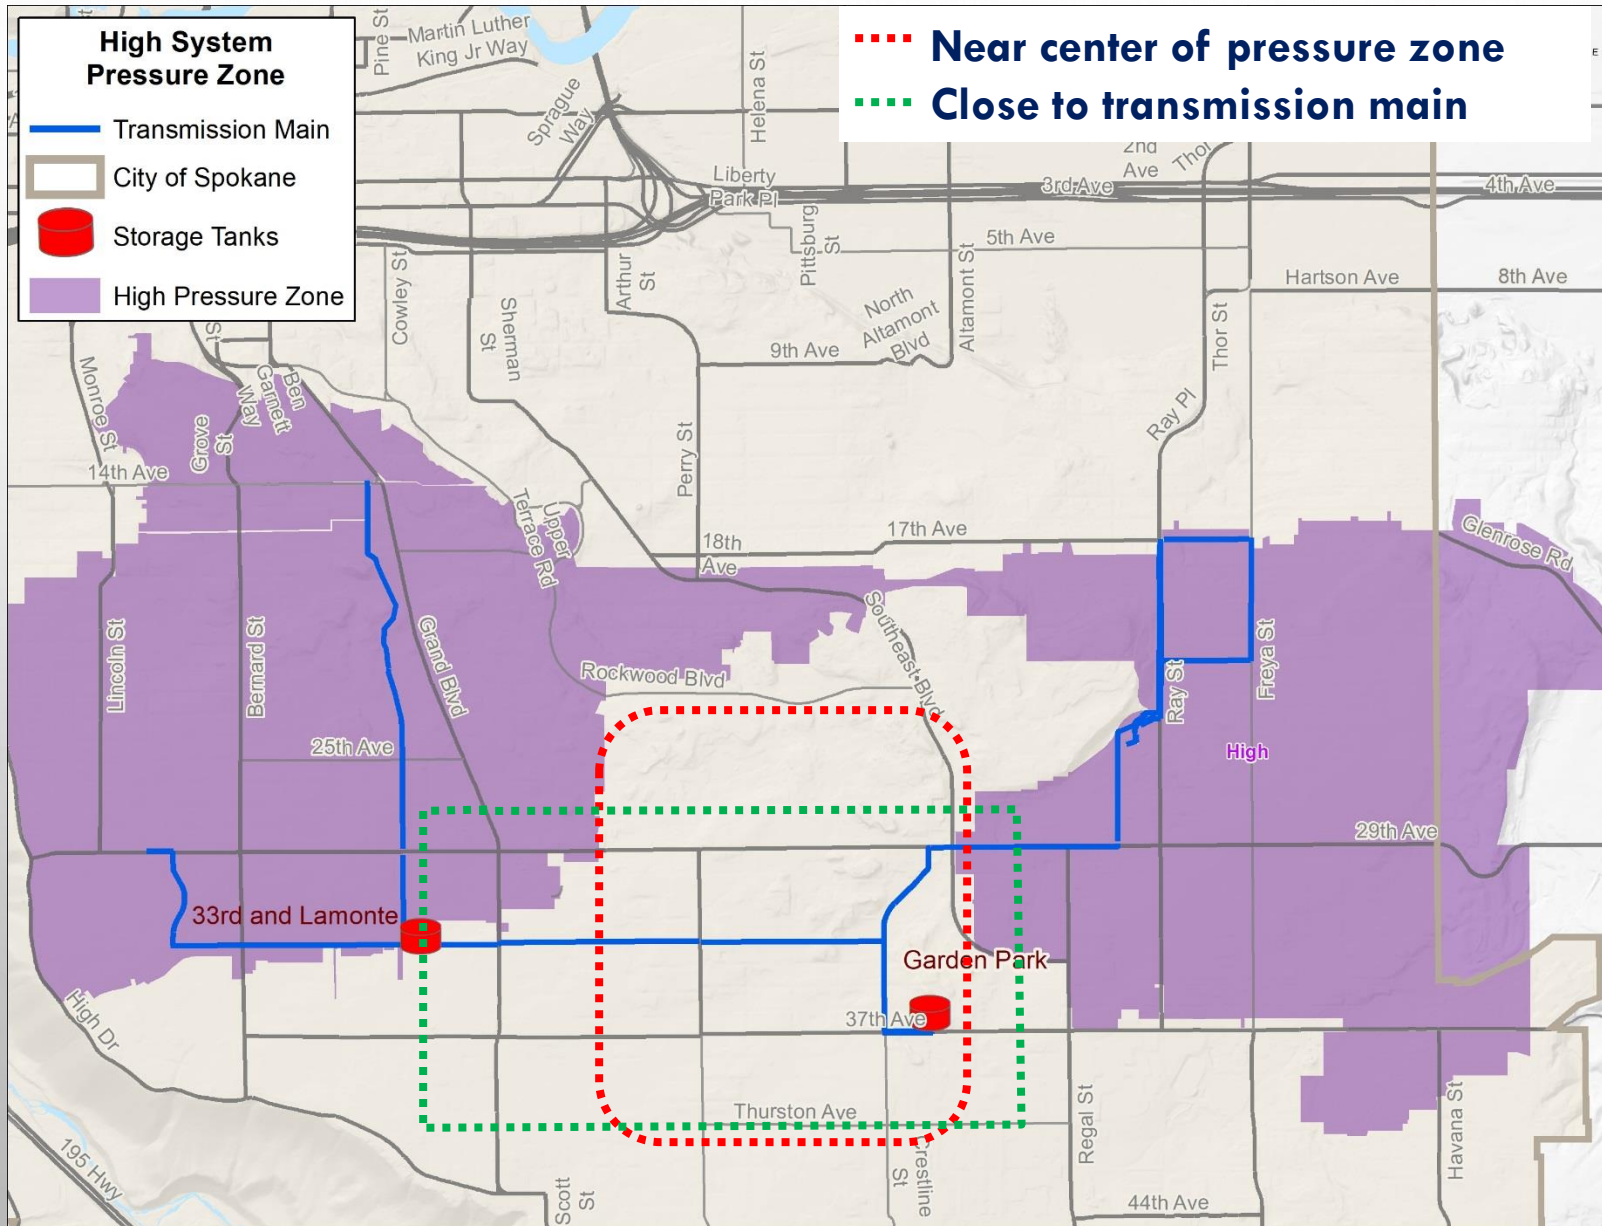 High System
Pressure Zone
Transmission Main
City of Spokane
Storage Tanks
High Pressure Zone
Near center of pressure zone
Close to transmission main
Pine St
Martin Luther
King Jr Way
Sprague
Way
Helena St
Liberty
Park Pl
2nd
Ave
3rd Ave
4th Ave
Pittsburg
St
5th Ave
Hartson Ave
8th Ave
Cowley St
Arthur
St
Sherman
St
North
Altamont
Blvd
Altamont St
9th Ave
Thor St
Monroe St
Grove
St
Garnett
Way
Ben
14th Ave
Perry St
Ray Pl
Upper
Terrace Rd
18th
Ave
17th Ave
Glenrose Rd
Lincoln St
Bernard St
Grand Blvd
Southeast Blvd
Rockwood Blvd
Ray St
Freya St
25th Ave
High
29th Ave
33rd and Lamonte
Garden Park
37th Ave
High Dr
Thurston Ave
Crestline
St
Regal St
Havana St
195 Hwy
Scott
St
44th Ave